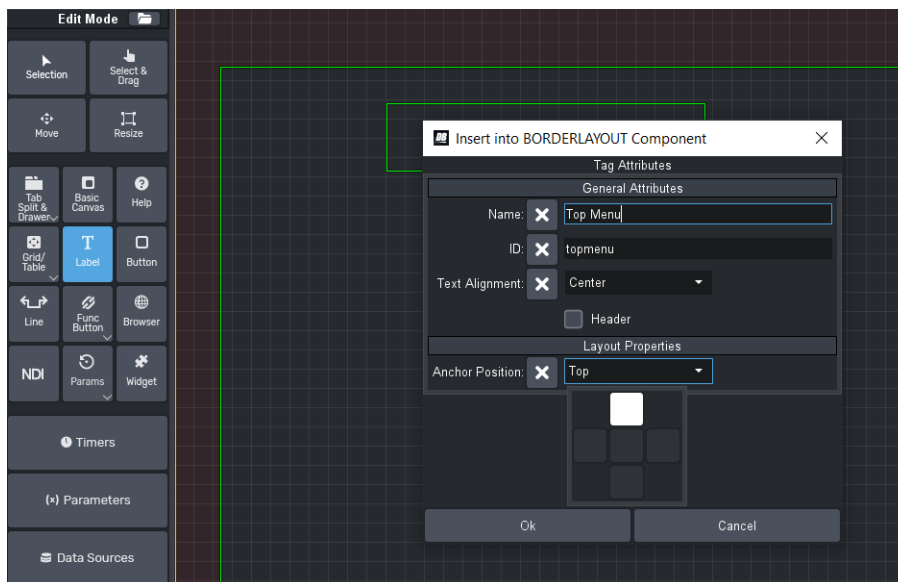 Edit Mode
Selection
Select &
Drag
Move
Resize
Tab
Split &
Drawer
Basic
Canvas
Help
Grid/
Table
T
Label
Button
Line
Func
Button
Browser
NDI
Params
Widget
Timers
(x) Parameters
Data Sources
DB Insert into BORDERLAYOUT Component
Tag Attributes
General Attributes
Name: Top Menu
ID: topmenu
Text Alignment: Center
Header
Layout Properties
Anchor Position: Top
Ok
Cancel